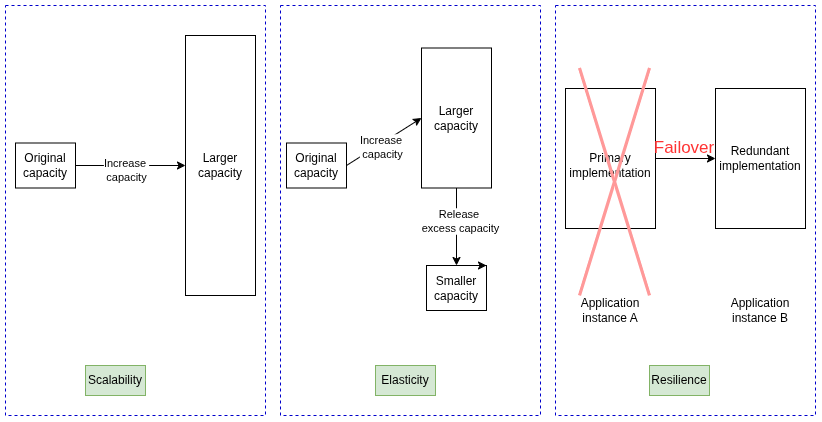 Original
capacity
Increase
capacity
Larger
capacity
Scalability
Original
capacity
Increase
capacity
Larger
capacity
Release
excess capacity
Smaller
capacity
Elasticity
Primary
implementation
Failover
Redundant
implementation
Application
instance A
Application
instance B
Resilience